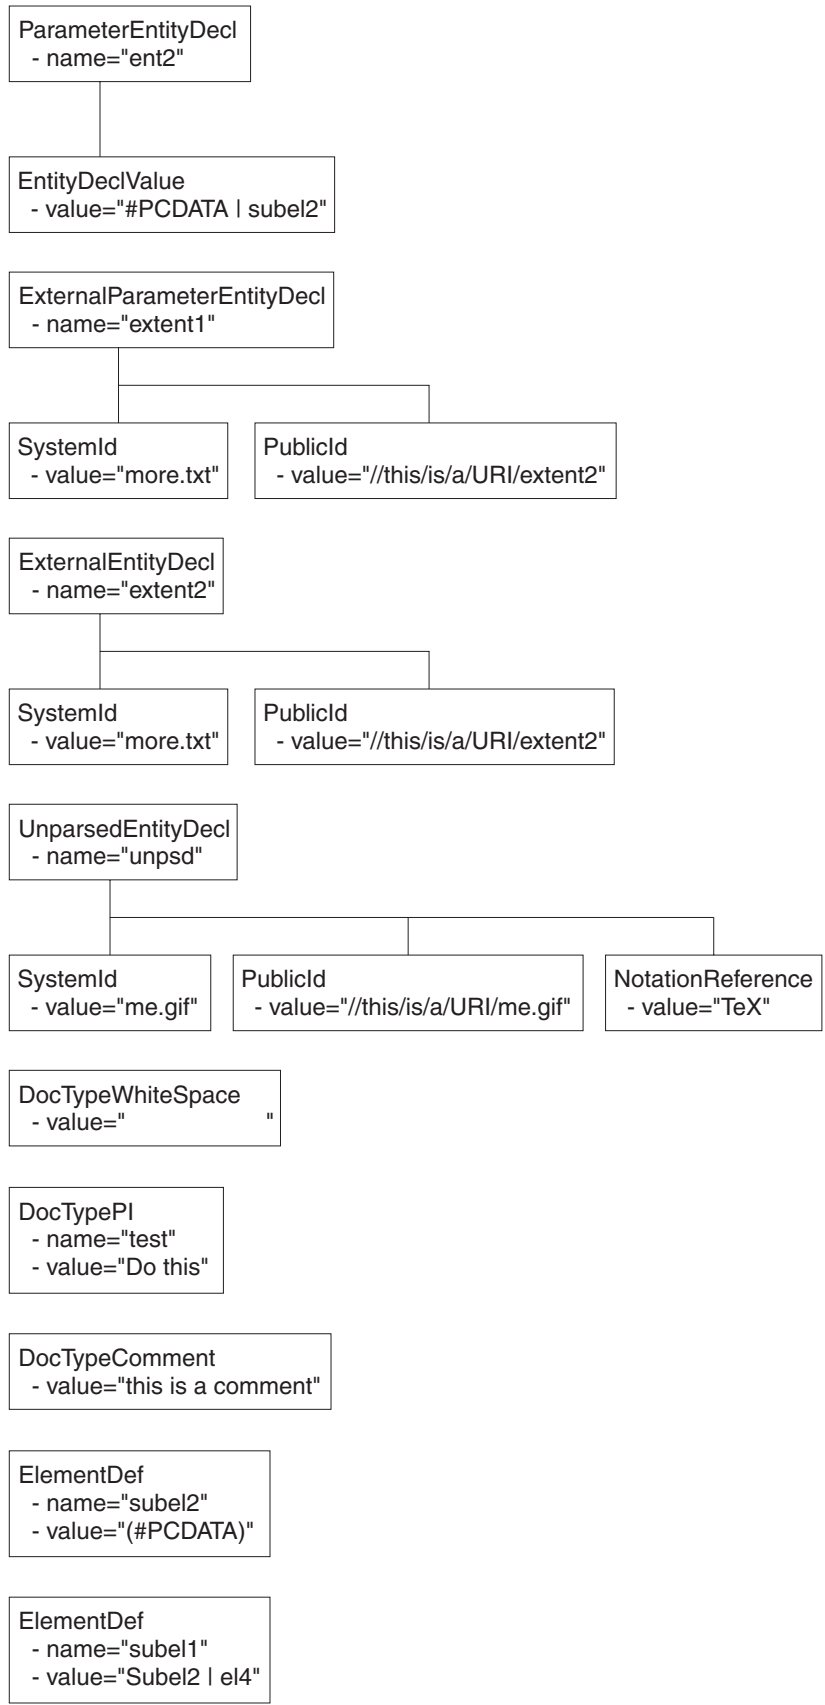 ParameterEntityDecl
- name="ent2"
EntityDeclValue
- value="#PCDATA | subel2"
ExternalParameterEntityDecl
- name="extent1"
SystemId
- value="more.txt"
PublicId
- value="//this/is/a/URI/extent2"
ExternalEntityDecl
- name="extent2"
SystemId
- value="more.txt"
PublicId
- value="//this/is/a/URI/extent2"
UnparsedEntityDecl
- name="unpsd"
SystemId
- value="me.gif"
PublicId
- value="//this/is/a/URI/me.gif"
NotationReference
- value="TeX"
DocTypeWhiteSpace
- value="                    "
DocTypePI
- name="test"
- value="Do this"
DocTypeComment
- value="this is a comment"
ElementDef
- name="subel2"
- value="(#PCDATA)"
ElementDef
- name="subel1"
- value="Subel2 | el4"